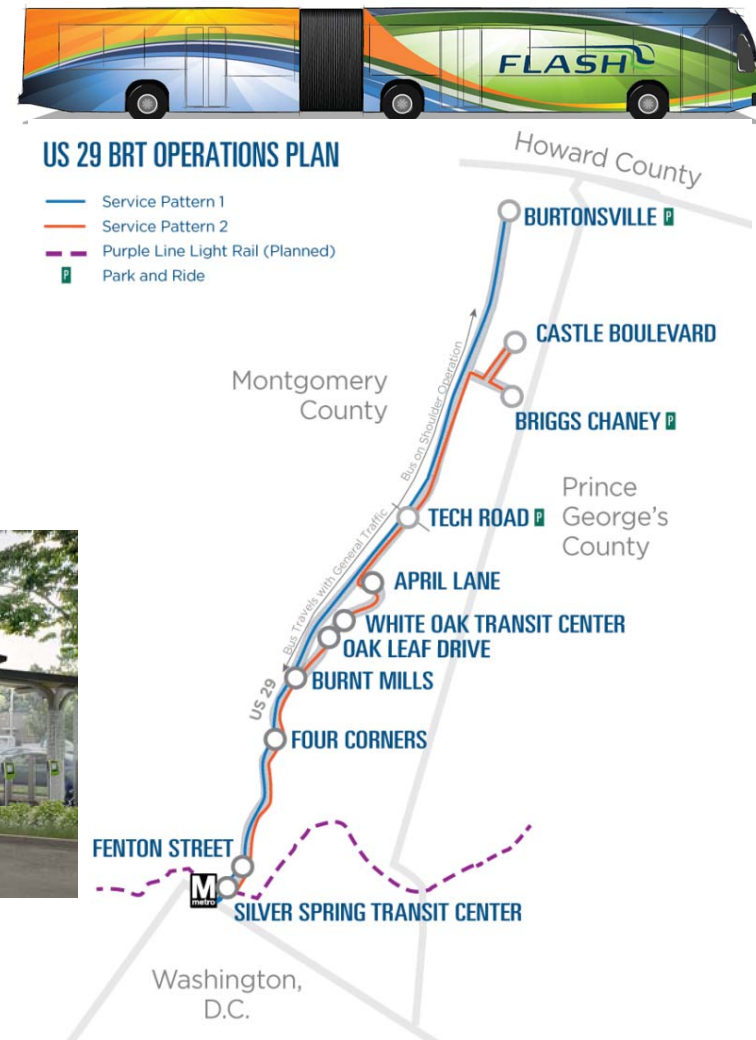 FLASH
US 29 BRT OPERATIONS PLAN
Service Pattern 1
Service Pattern 2
Purple Line Light Rail (Planned)
P Park and Ride
Howard County
BURTONSVILLE P
CASTLE BOULEVARD
Montgomery
County
BRIGGS CHANEY P
Bus on Shoulder Operation
Prince
George's
County
TECH ROAD P
Bus Travels with General Traffic
APRIL LANE
WHITE OAK TRANSIT CENTER
OAK LEAF DRIVE
BURNT MILLS
US 29
FOUR CORNERS
FENTON STREET
M
metro
SILVER SPRING TRANSIT CENTER
Washington,
D.C.